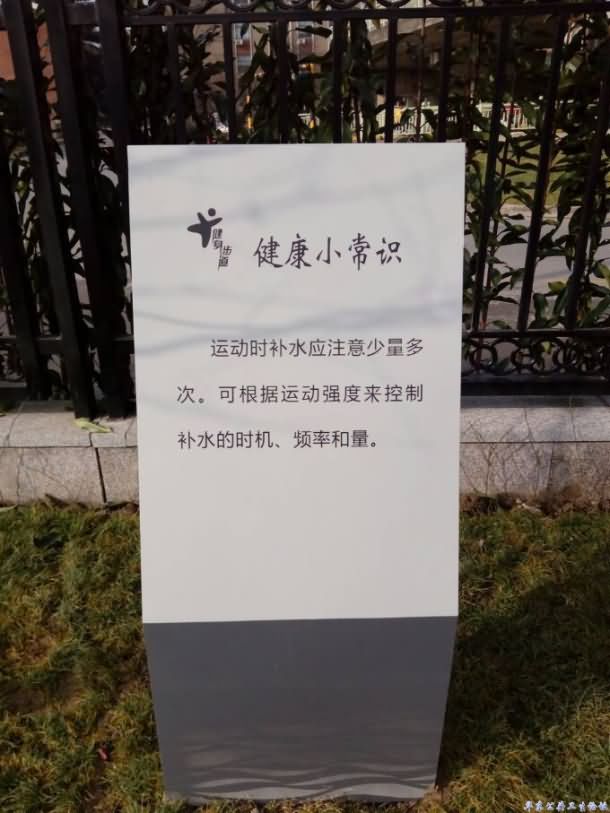 健身步道
健康小常识
运动时补水应注意少量多
次。可根据运动强度来控制
补水的时机、频率和量。